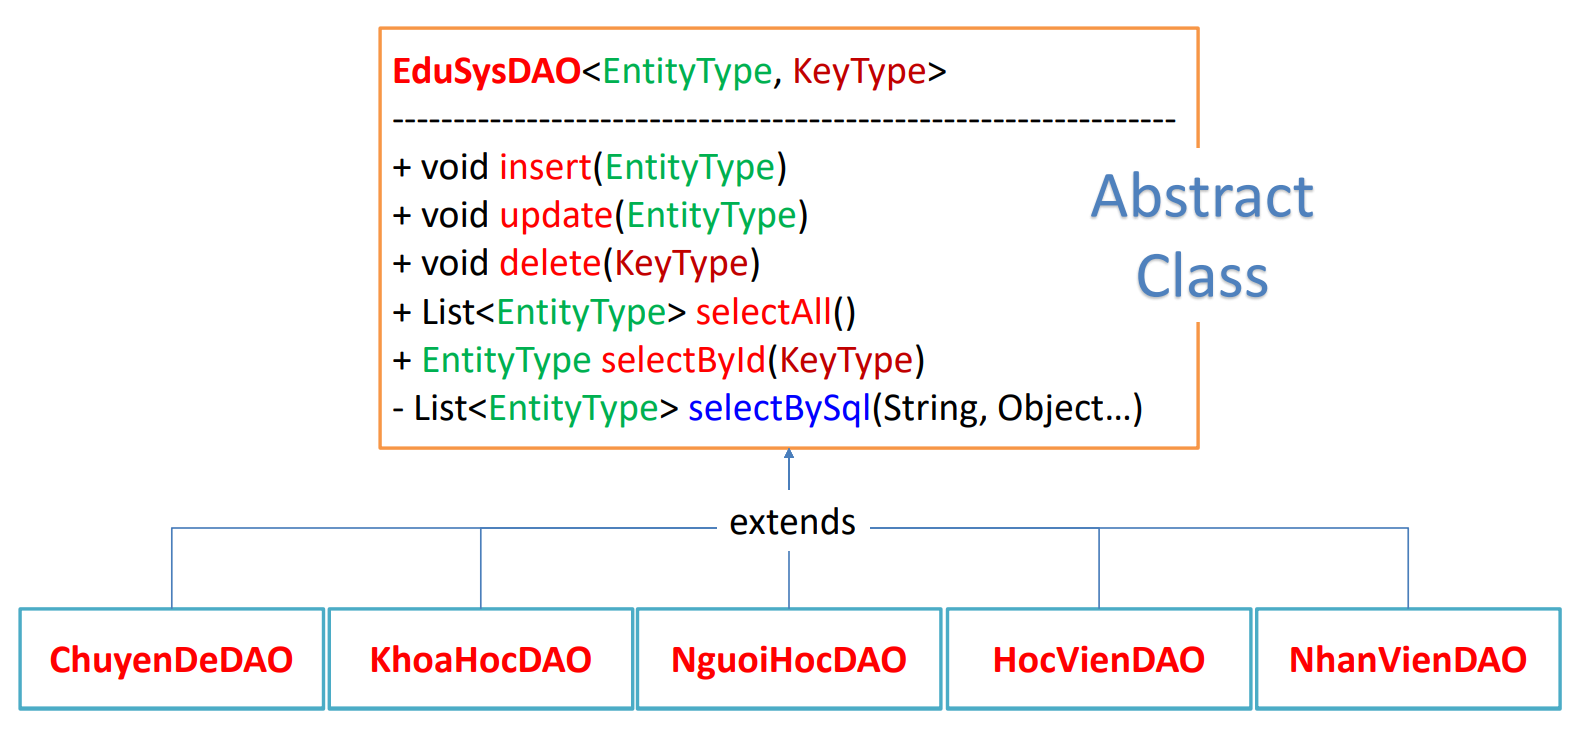 EduSysDAO<EntityType, KeyType>
----------------------------------------------------------------
+ void insert(EntityType)
+ void update(EntityType)
+ void delete(KeyType)
+ List<EntityType> selectAll()
+ EntityType selectById(KeyType)
- List<EntityType> selectBySql(String, Object…)
Abstract
Class
extends
ChuyenDeDAO
KhoaHocDAO
NguoiHocDAO
HocVienDAO
NhanVienDAO